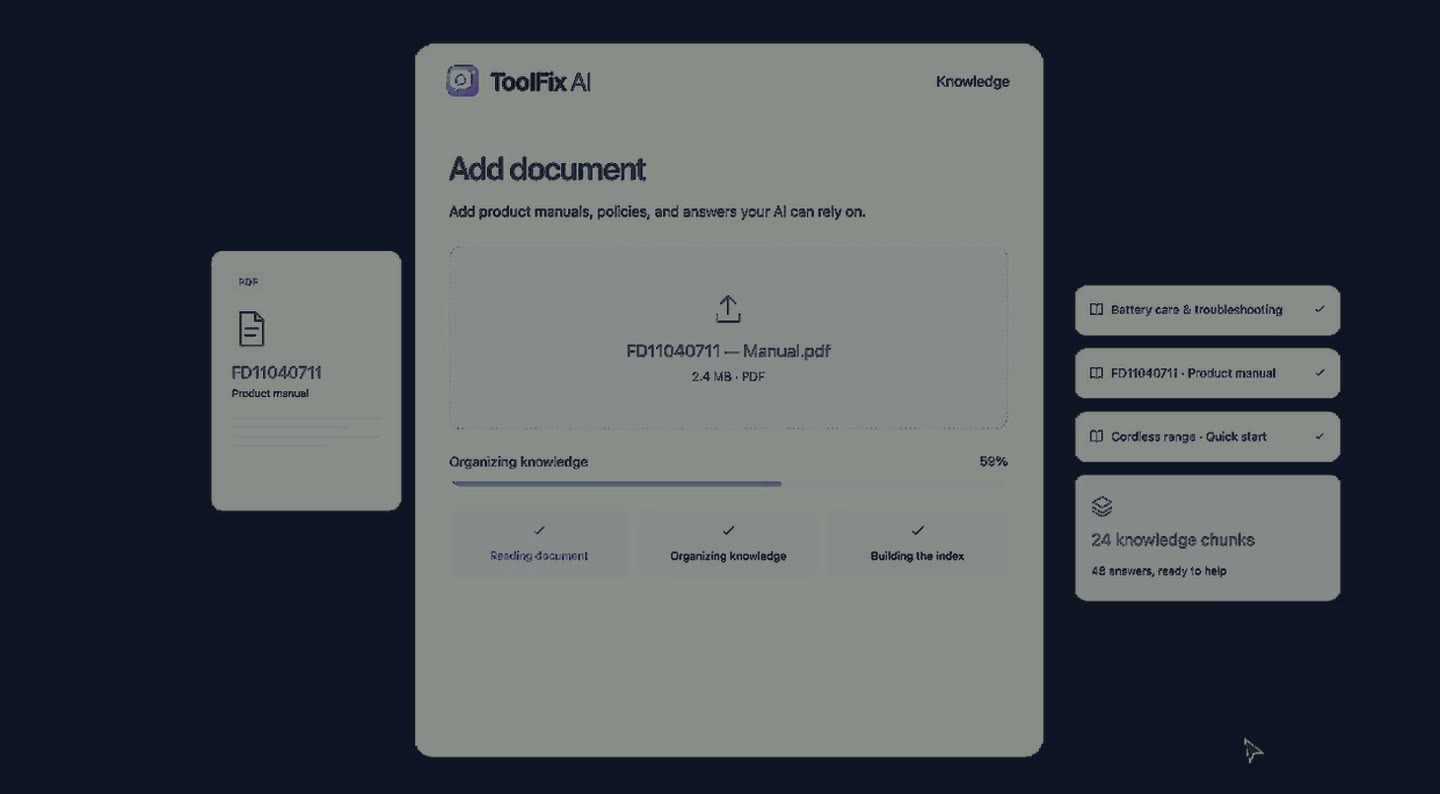 ToolFix AI
Knowledge
Add document
Add product manuals, policies, and answers your AI can rely on.
PDF
FD11040711
Product manual
FD11040711 — Manual.pdf
2.4 MB · PDF
Organizing knowledge
59%
Reading document
Organizing knowledge
Building the index
Battery care & troubleshooting
FD11040711 · Product manual
Cordless range · Quick start
24 knowledge chunks
48 answers, ready to help